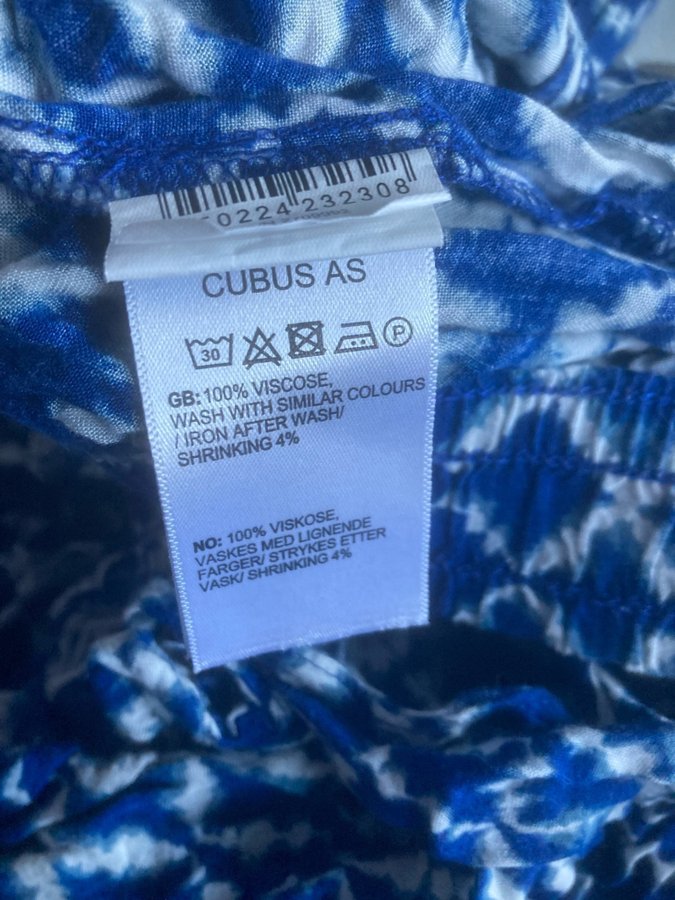 0224 232308
CUBUS AS
30
P
GB: 100% VISCOSE,
WASH WITH SIMILAR COLOURS
/ IRON AFTER WASH/
SHRINKING 4%
NO: 100% VISKOSE,
VASKES MED LIGNENDE
FARGER/ STRYKES ETTER
VASK/ SHRINKING 4%